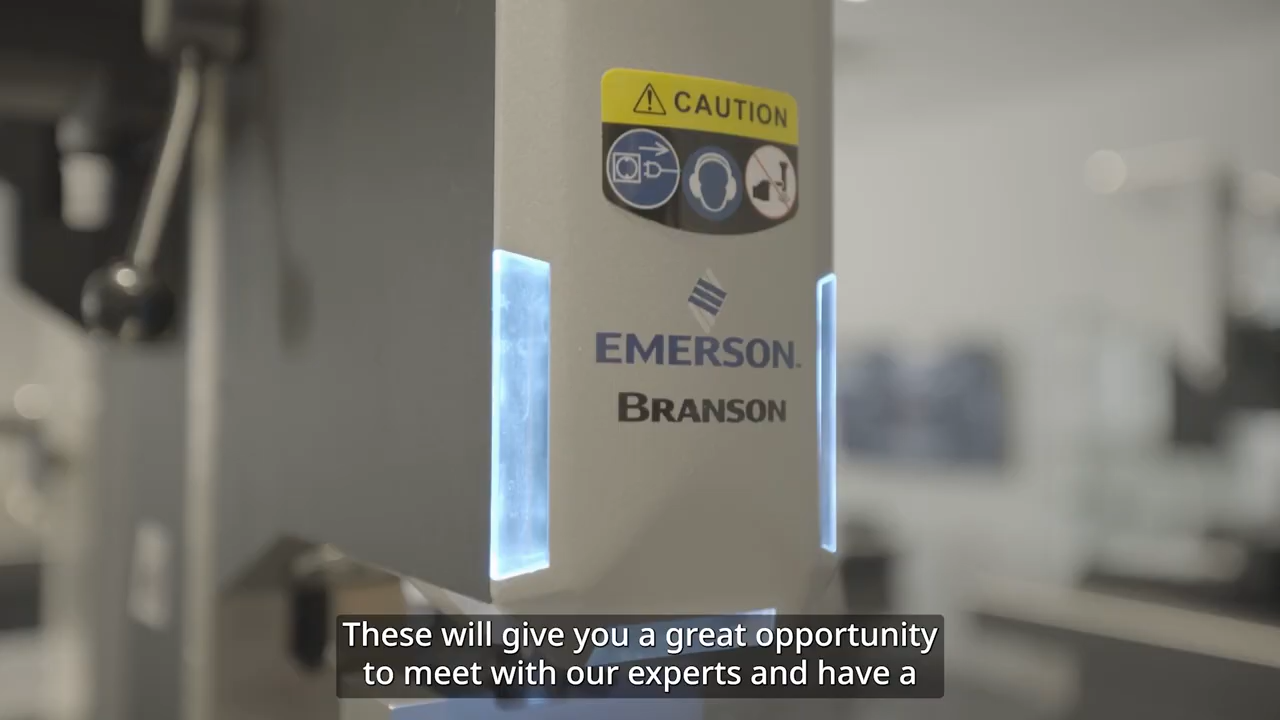 CAUTION
EMERSON.
BRANSON
These will give you a great opportunity
to meet with our experts and have a